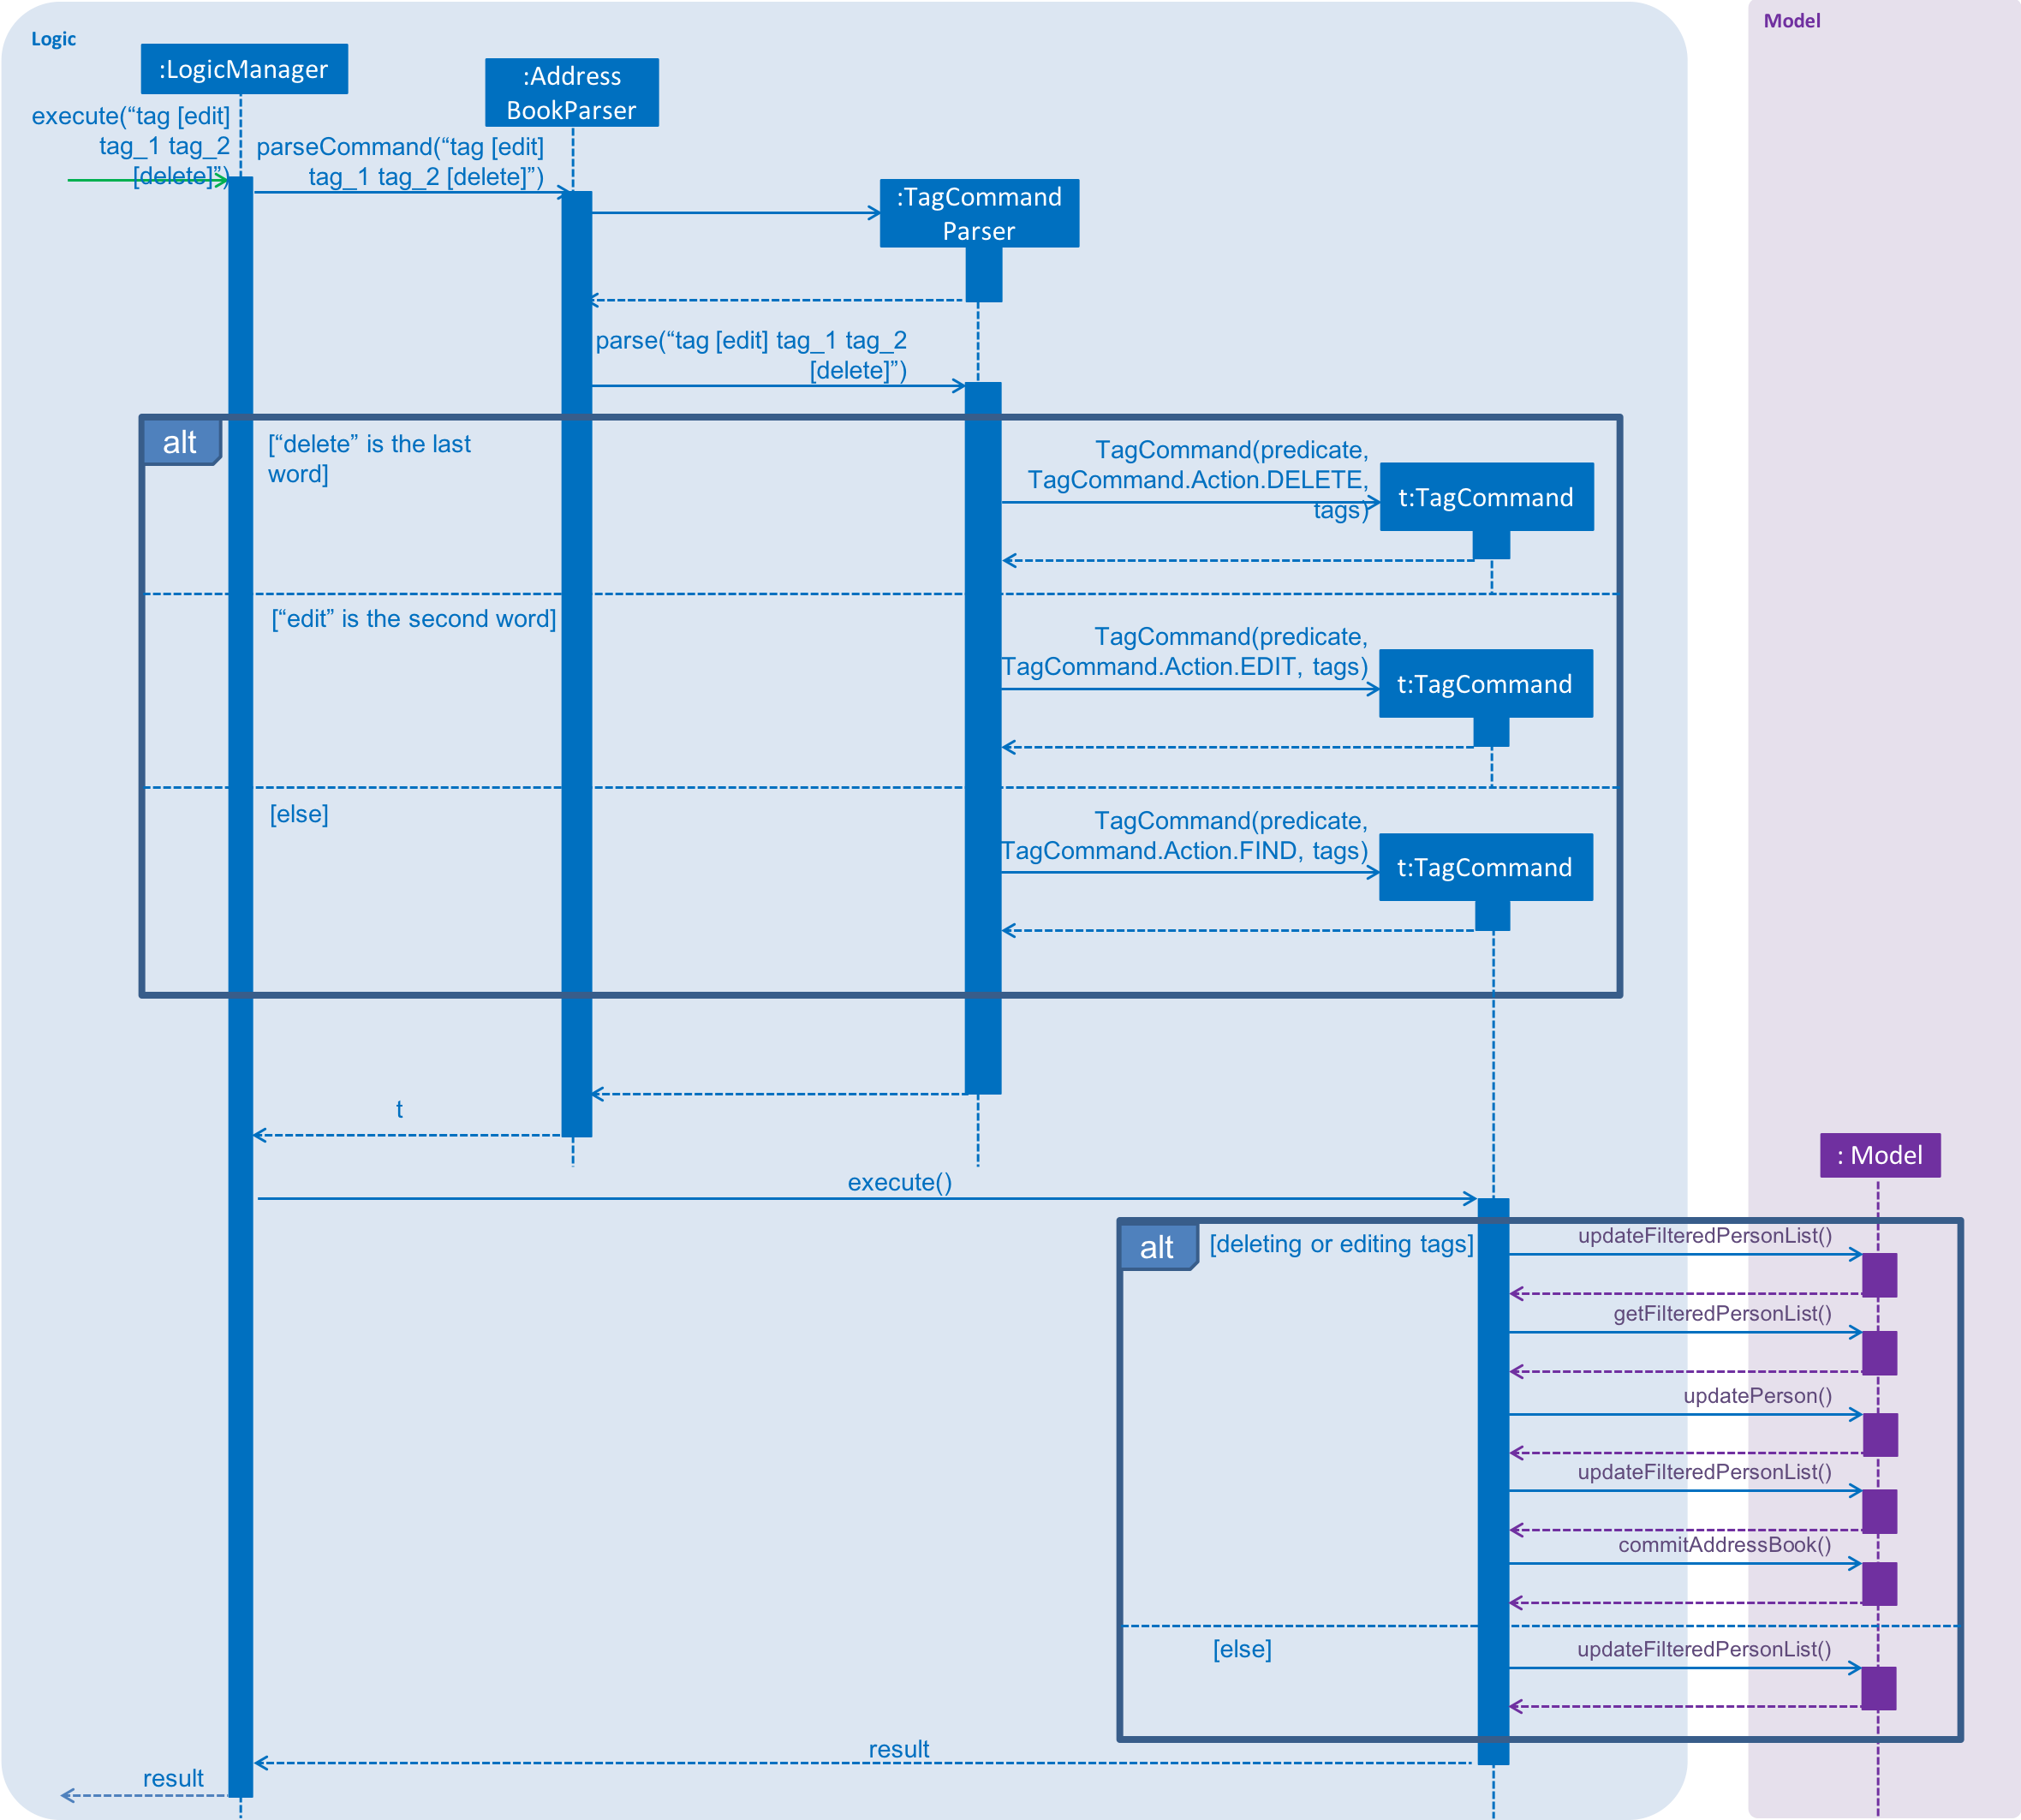 Logic
Model
:LogicManager
:Address
BookParser
execute(“tag [edit]
tag_1 tag_2
[delete]”)
parseCommand(“tag [edit]
tag_1 tag_2 [delete]”)
:TagCommand
Parser
parse(“tag [edit] tag_1 tag_2
[delete]”)
alt
[“delete” is the last
word]
TagCommand(predicate,
TagCommand.Action.DELETE,
tags)
t:TagCommand
[“edit” is the second word]
TagCommand(predicate,
TagCommand.Action.EDIT, tags)
t:TagCommand
[else]
TagCommand(predicate,
TagCommand.Action.FIND, tags)
t:TagCommand
t
: Model
execute()
alt
[deleting or editing tags]
updateFilteredPersonList()
getFilteredPersonList()
updatePerson()
updateFilteredPersonList()
commitAddressBook()
[else]
updateFilteredPersonList()
result
result